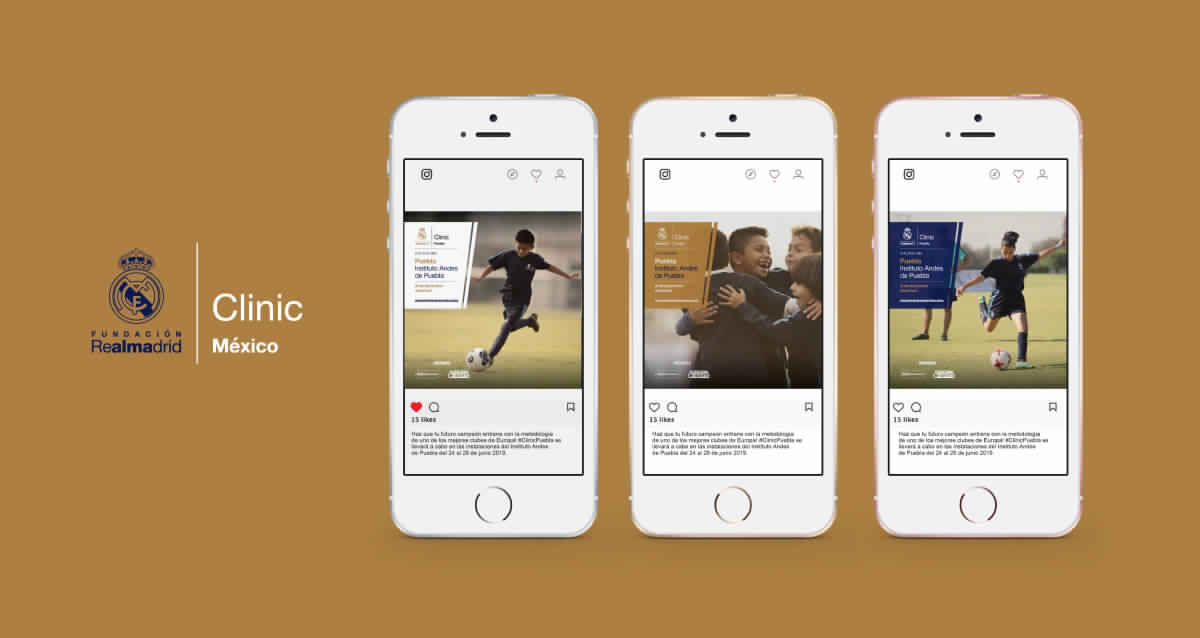 FUNDACIÓN
Realmadrid
Clinic
México
Clinic
Puebla
Puebla
Instituto Andes
de Puebla
15 likes
Haz que tu futuro campeón entrene con la metodología
de uno de los mejores clubes de Europa! #ClinicPuebla se
llevará a cabo en las instalaciones del Instituto Andes
de Puebla del 24 al 28 de junio 2019.
Clinic
Puebla
Puebla
Instituto Andes
de Puebla
15 likes
Haz que tu futuro campeón entrene con la metodología
de uno de los mejores clubes de Europa! #ClinicPuebla se
llevará a cabo en las instalaciones del Instituto Andes
de Puebla del 24 al 28 de junio 2019.
Clinic
Puebla
Puebla
Instituto Andes
de Puebla
15 likes
Haz que tu futuro campeón entrene con la metodología
de uno de los mejores clubes de Europa! #ClinicPuebla se
llevará a cabo en las instalaciones del Instituto Andes
de Puebla del 24 al 28 de junio 2019.